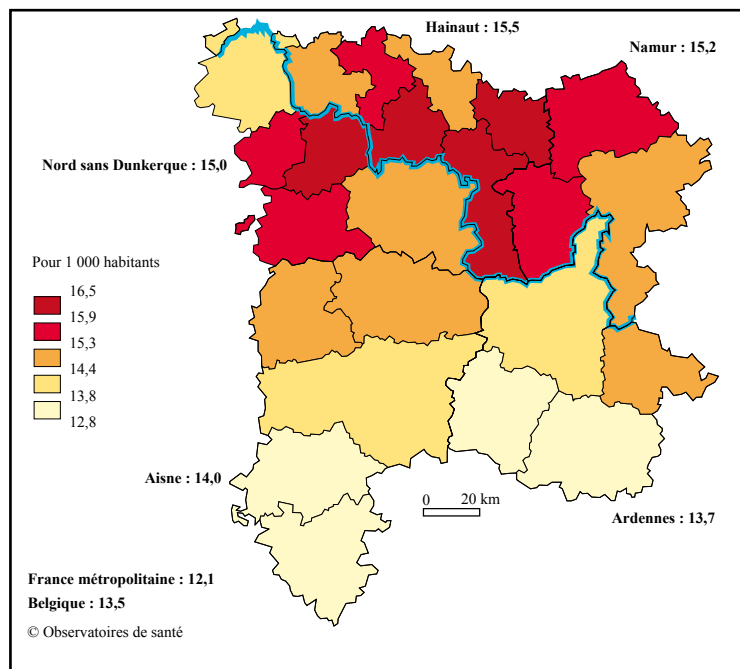 Hainaut : 15,5
Namur : 15,2
Nord sans Dunkerque : 15,0
Pour 1 000 habitants
16,5
15,9
15,3
14,4
13,8
12,8
Aisne : 14,0
0 20 km
Ardennes : 13,7
France métropolitaine : 12,1
Belgique : 13,5
© Observatoires de santé